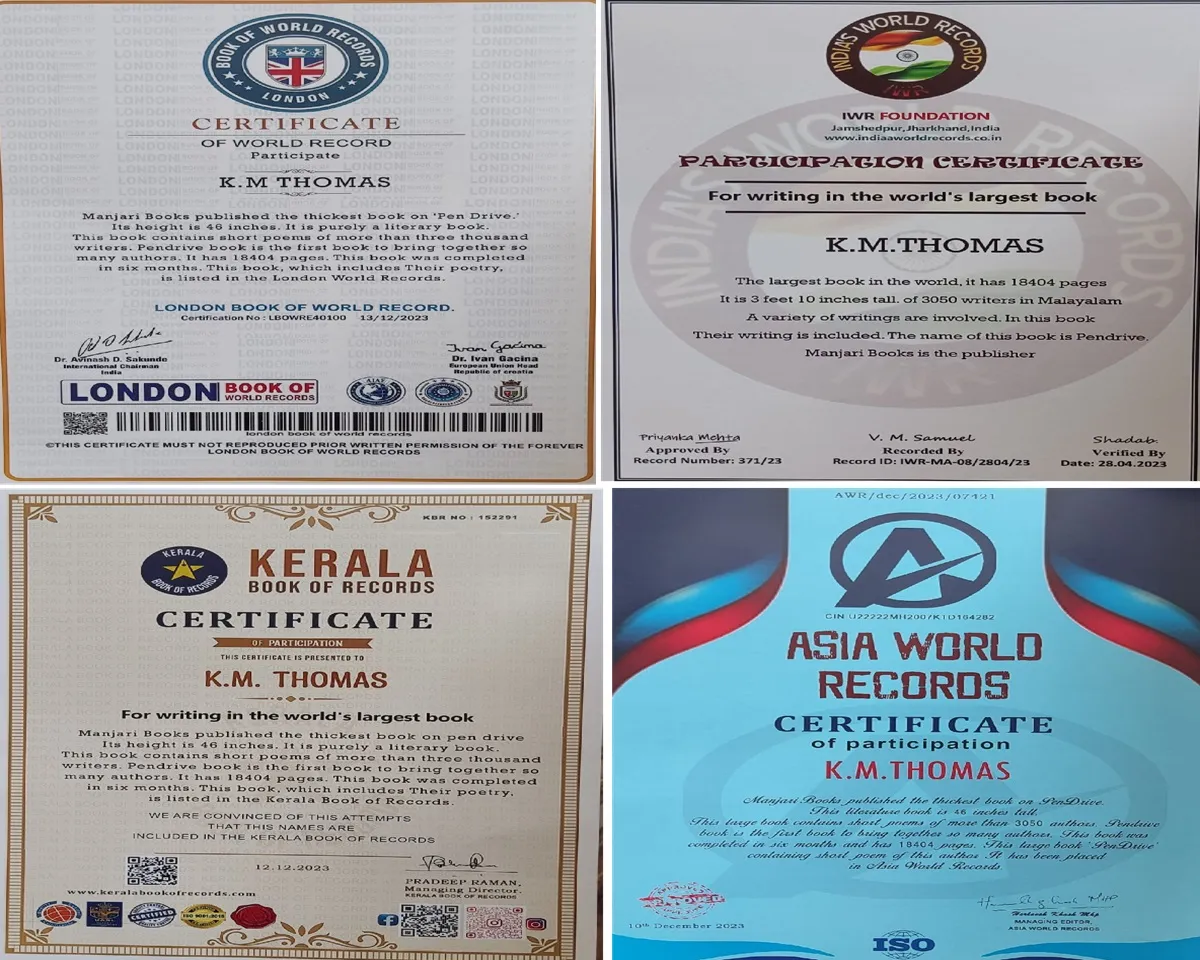 BOOK OF WORLD RECORDS
LONDON
CERTIFICATE
OF WORLD RECORD
Participate
K.M THOMAS
Manjari Books published the thickest book on 'Pen Drive.'
Its height is 46 inches. It is purely a literary book.
This book contains short poems of more than three thousand
writers. Pendrive book is the first book to bring together so
many authors. It has 18404 pages. This book was completed
in six months. This book, which includes Their poetry,
is listed in the London World Records.
LONDON BOOK OF WORLD RECORD.
Certification No : LBOWRE40100 13/12/2023
Dr. Avinash D. Sakunde
International Chairman
India
Ivan Gacina
Dr. Ivan Gacina
European Union Head
Republic of croatia
LONDON BOOK OF
WORLD RECORDS
london book of world records
©THIS CERTIFICATE MUST NOT REPRODUCED PRIOR WRITTEN PERMISSION OF THE FOREVER
LONDON BOOK OF WORLD RECORDS
INDIA'S WORLD RECORDS
IWR
IWR FOUNDATION
Jamshedpur,Jharkhand,India
www.indiaaworldrecords.co.in
PARTICIPATION CERTIFICATE
For writing in the world's largest book
K.M.THOMAS
The largest book in the world, it has 18404 pages
It is 3 feet 10 inches tall. of 3050 writers in Malayalam
A variety of writings are involved. In this book
Their writing is included. The name of this book is Pendrive.
Manjari Books is the publisher
Priyanka Mehta
Approved By
Record Number: 371/23
V. M. Samuel
Recorded By
Record ID: IWR-MA-08/2804/23
Shadab.
Verified By
Date: 28.04.2023
KBR NO : 152291
KERALA
BOOK OF RECORDS
KERALA
BOOK OF RECORDS
CERTIFICATE
OF PARTICIPATION
THIS CERTIFICATE IS PRESENTED TO
K.M. THOMAS
For writing in the world's largest book
Manjari Books published the thickest book on pen drive
Its height is 46 inches. It is purely a literary book.
This book contains short poems of more than three thousand
writers. Pendrive book is the first book to bring together so
many authors. It has 18404 pages. This book was completed
in six months. This book, which includes Their poetry,
is listed in the Kerala Book of Records.
WE ARE CONVINCED OF THIS ATTEMPTS
THAT THIS NAMES ARE
INCLUDED IN THE KERALA BOOK OF RECORDS
12.12.2023
PRADEEP RAMAN,
Managing Director.
KERALA BOOK OF RECORDS
www.keralabookofrecords.com
CERTIFIED
ISO 9001:2015
AWR/dec/2023/07421
CIN U22222MH2007KTD164282
ASIA WORLD
RECORDS
CERTIFICATE
of participation
K.M.THOMAS
Manjari Books published the thickest book on PenDrive.
This literature book is 46 inches tall.
This large book contains short poems of more than 3050 authors. Pendrive
book is the first book to bring together so many authors. This book was
completed in six months and has 18404 pages. This large book 'PenDrive'
containing short poem of this author It has been placed
in Asia World Records
10th December 2023
MANAGING EDITOR,
ASIA WORLD RECORDS
ISO